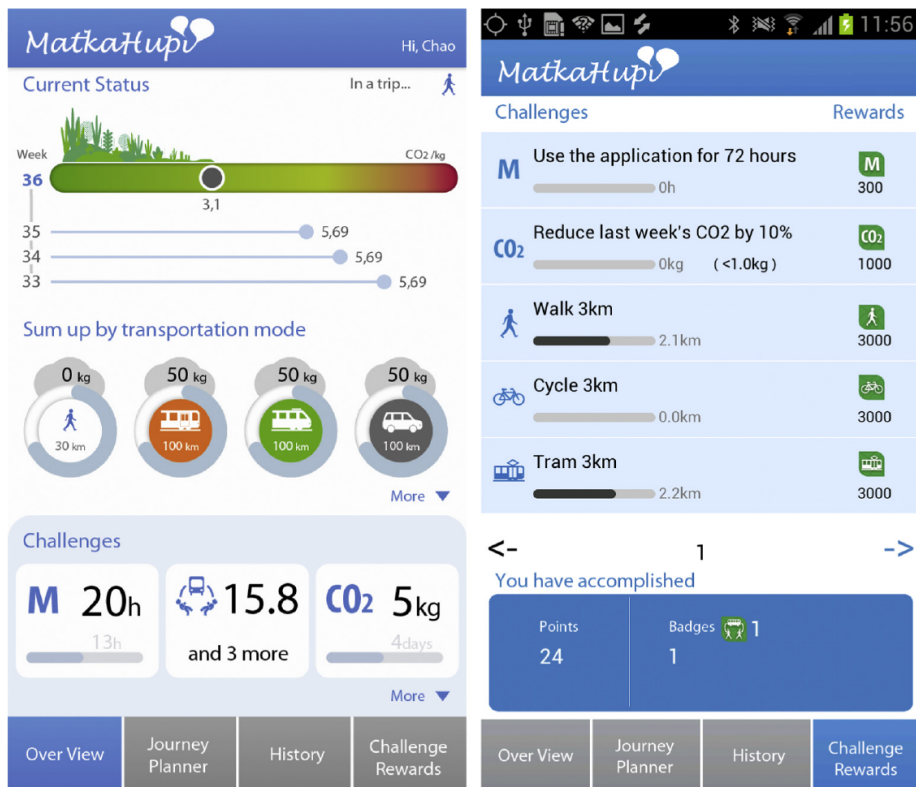 MatkaHupi
Hi, Chao
Current Status
In a trip...
Week
CO2/kg
36
3,1
35
5,69
34
5,69
33
5,69
Sum up by transportation mode
0 kg
50 kg
50 kg
50 kg
30 km
100 km
100 km
100 km
More
Challenges
M 20h
13h
15.8
and 3 more
CO2 5kg
4days
More
Over View
Journey
Planner
History
Challenge
Rewards
11:56
MatkaHupi
Challenges
Rewards
M
Use the application for 72 hours
0h
M
300
CO2
Reduce last week's CO2 by 10%
0kg
(<1.0kg)
CO2
1000
Walk 3km
2.1km
3000
Cycle 3km
0.0km
3000
Tram 3km
2.2km
3000
<-
1
->
You have accomplished
Points
24
Badges
1
1
Over View
Journey
Planner
History
Challenge
Rewards